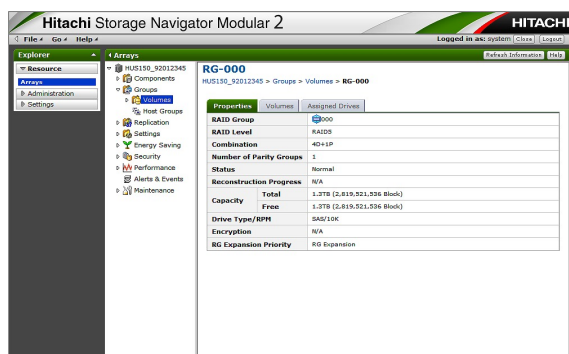 Hitachi Storage Navigator Modular 2
HITACHI
File Go Help
Logged in as: system Close Logout
Explorer
Arrays
Refresh Information Help
Resource
Arrays
Administration
Settings
HUS150_92012345
Components
Groups
Volumes
Host Groups
Replication
Settings
Energy Saving
Security
Performance
Alerts & Events
Maintenance
RG-000
HUS150_92012345 > Groups > Volumes > RG-000
Properties Volumes Assigned Drives
RAID Group 000
RAID Level RAID5
Combination 4D+1P
Number of Parity Groups 1
Status Normal
Reconstruction Progress N/A
Capacity Total 1.3TB (2,819,521,536 Block)
Free 1.3TB (2,819,521,536 Block)
Drive Type/RPM SAS/10K
Encryption N/A
RG Expansion Priority RG Expansion